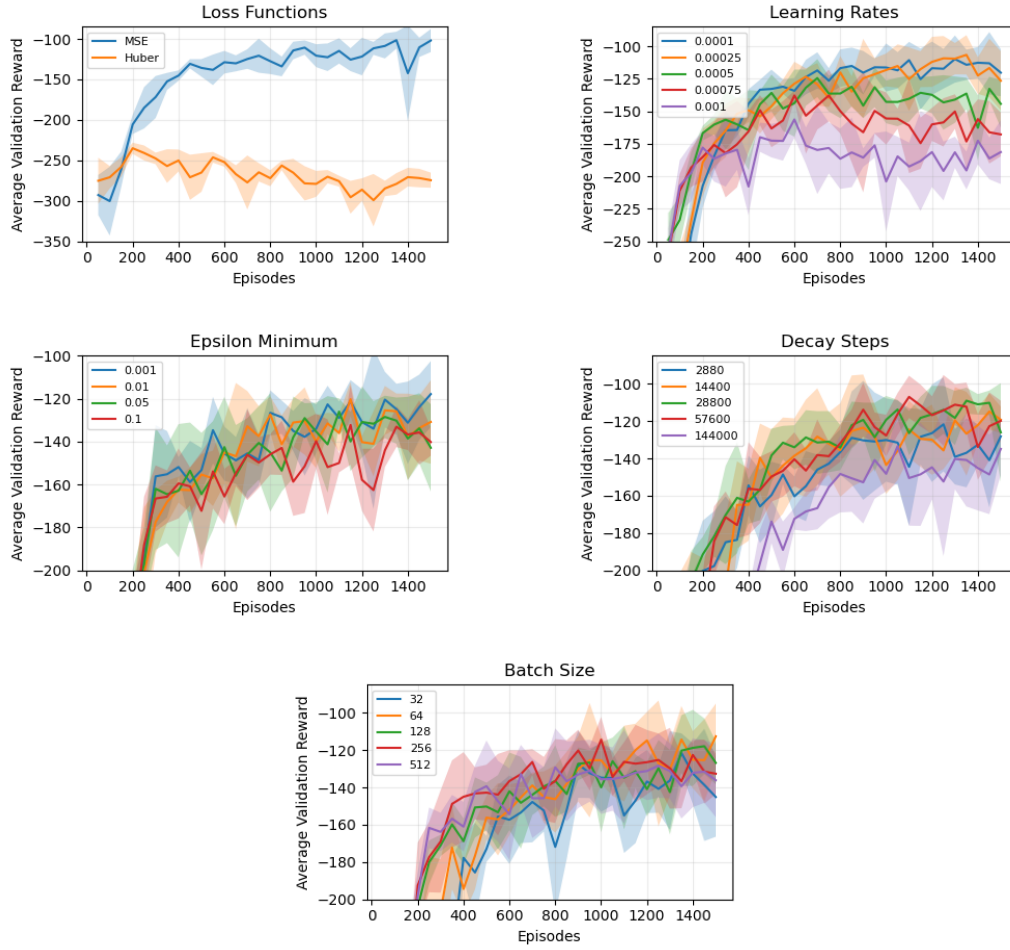 Loss Functions
Average Validation Reward
−100
−150
−200
−250
−300
−350
MSE
Huber
0 200 400 600 800 1000 1200 1400
Episodes
Learning Rates
Average Validation Reward
−100
−125
−150
−175
−200
−225
−250
0.0001
0.00025
0.0005
0.00075
0.001
0 200 400 600 800 1000 1200 1400
Episodes
Epsilon Minimum
Average Validation Reward
−100
−120
−140
−160
−180
−200
0.001
0.01
0.05
0.1
0 200 400 600 800 1000 1200 1400
Episodes
Decay Steps
Average Validation Reward
−100
−120
−140
−160
−180
−200
2880
14400
28800
57600
144000
0 200 400 600 800 1000 1200 1400
Episodes
Batch Size
Average Validation Reward
−100
−120
−140
−160
−180
−200
32
64
128
256
512
0 200 400 600 800 1000 1200 1400
Episodes